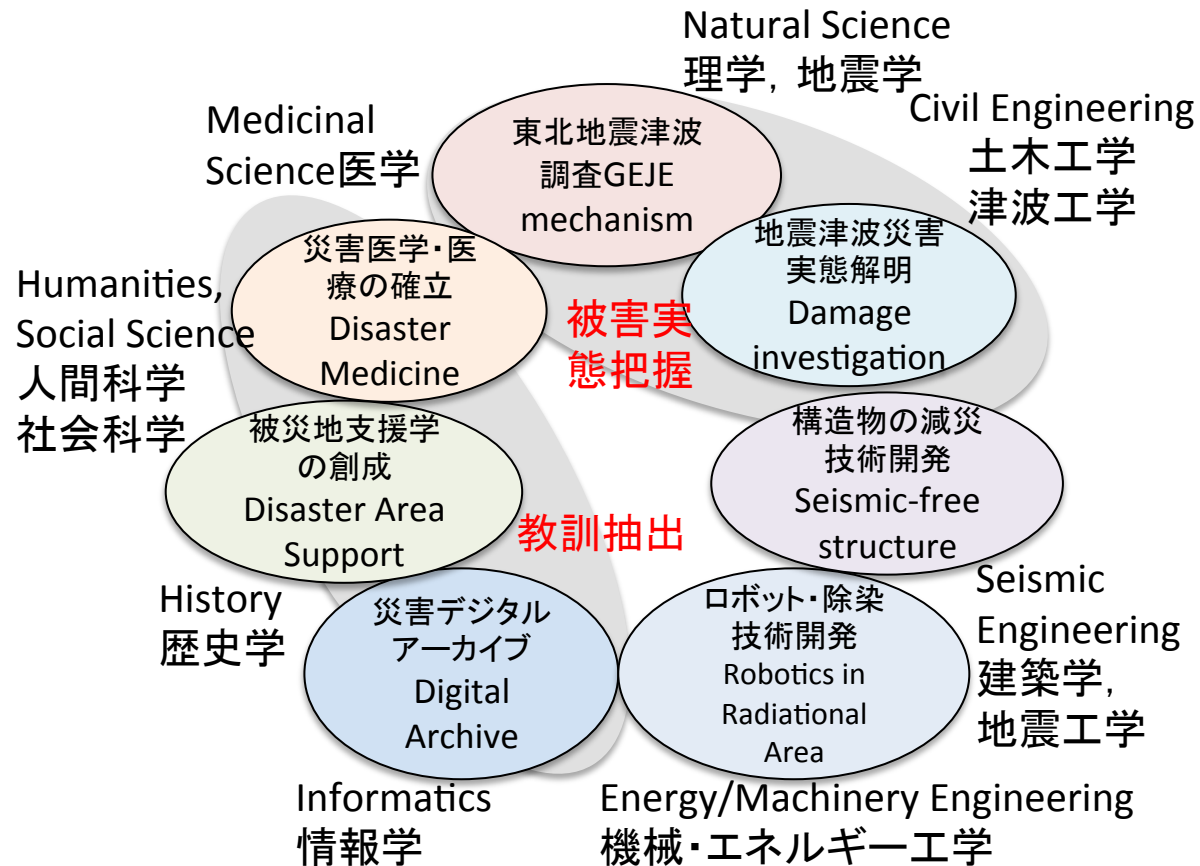 Natural Science
理学，地震学
Medicinal
Science医学
東北地震津波
調査GEJE
mechanism
Civil Engineering
土木工学
津波工学
災害医学・医
療の確立
Disaster
Medicine
地震津波災害
実態解明
Damage
investigation
Humanities,
Social Science
人間科学
社会科学
被害実
態把握
被災地支援学
の創成
Disaster Area
Support
構造物の減災
技術開発
Seismic-free
structure
教訓抽出
History
歴史学
災害デジタル
アーカイブ
Digital
Archive
ロボット・除染
技術開発
Robotics in
Radiational
Area
Seismic
Engineering
建築学，
地震工学
Informatics
情報学
Energy/Machinery Engineering
機械・エネルギー工学